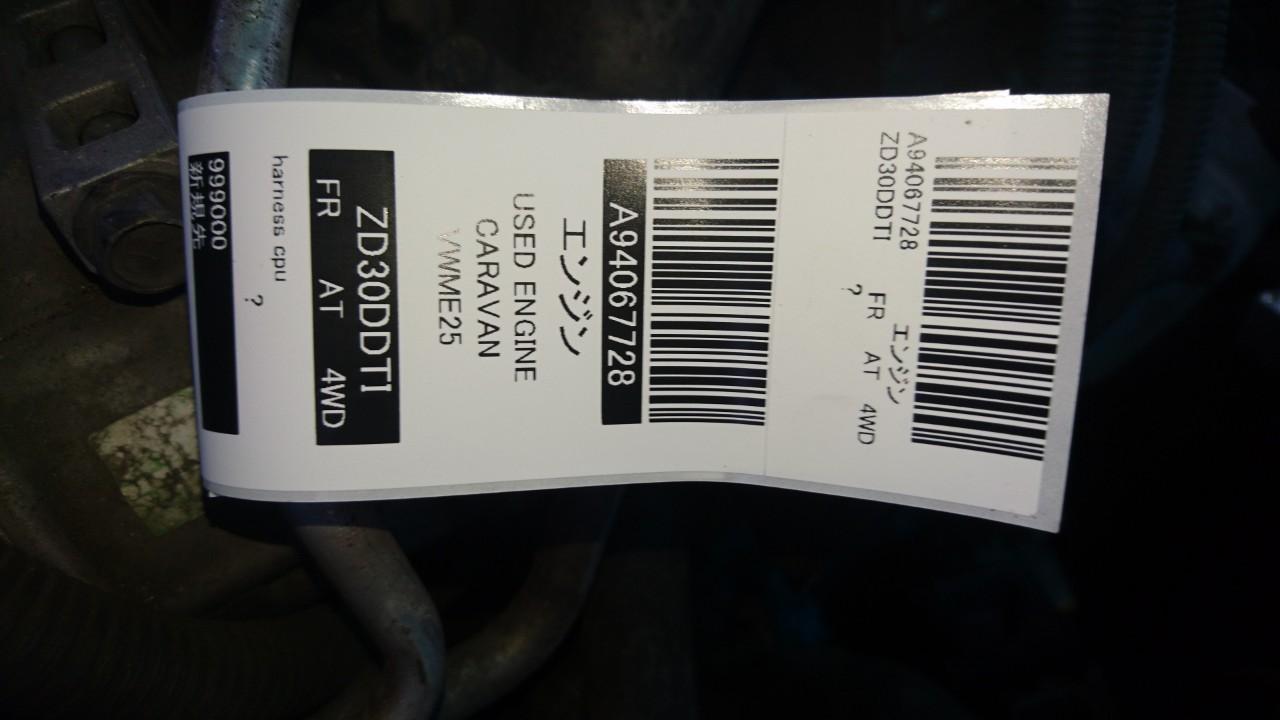 A94067728
エンジン
ZD30DDTI
FR AT 4WD
?
A94067728
エンジン
USED ENGINE
CARAVAN
VWME25
ZD30DDTI
FR AT 4WD
harness cpu
?
999000
新規先